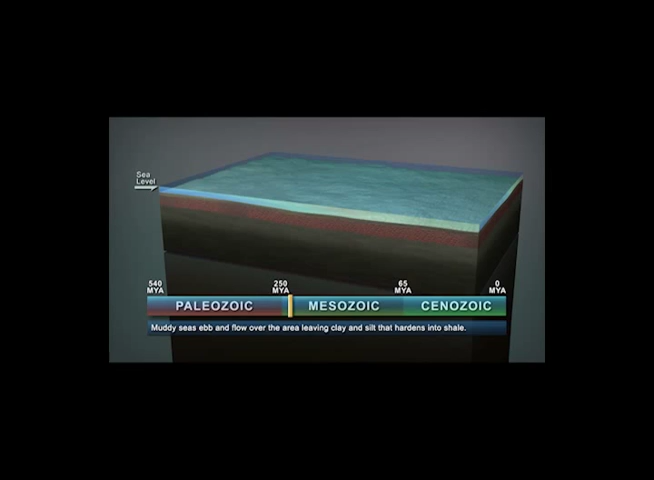 Sea
Level
540
MYA
250
MYA
65
MYA
0
MYA
PALEOZOIC
MESOZOIC
CENOZOIC
Muddy seas ebb and flow over the area leaving clay and silt that hardens into shale.